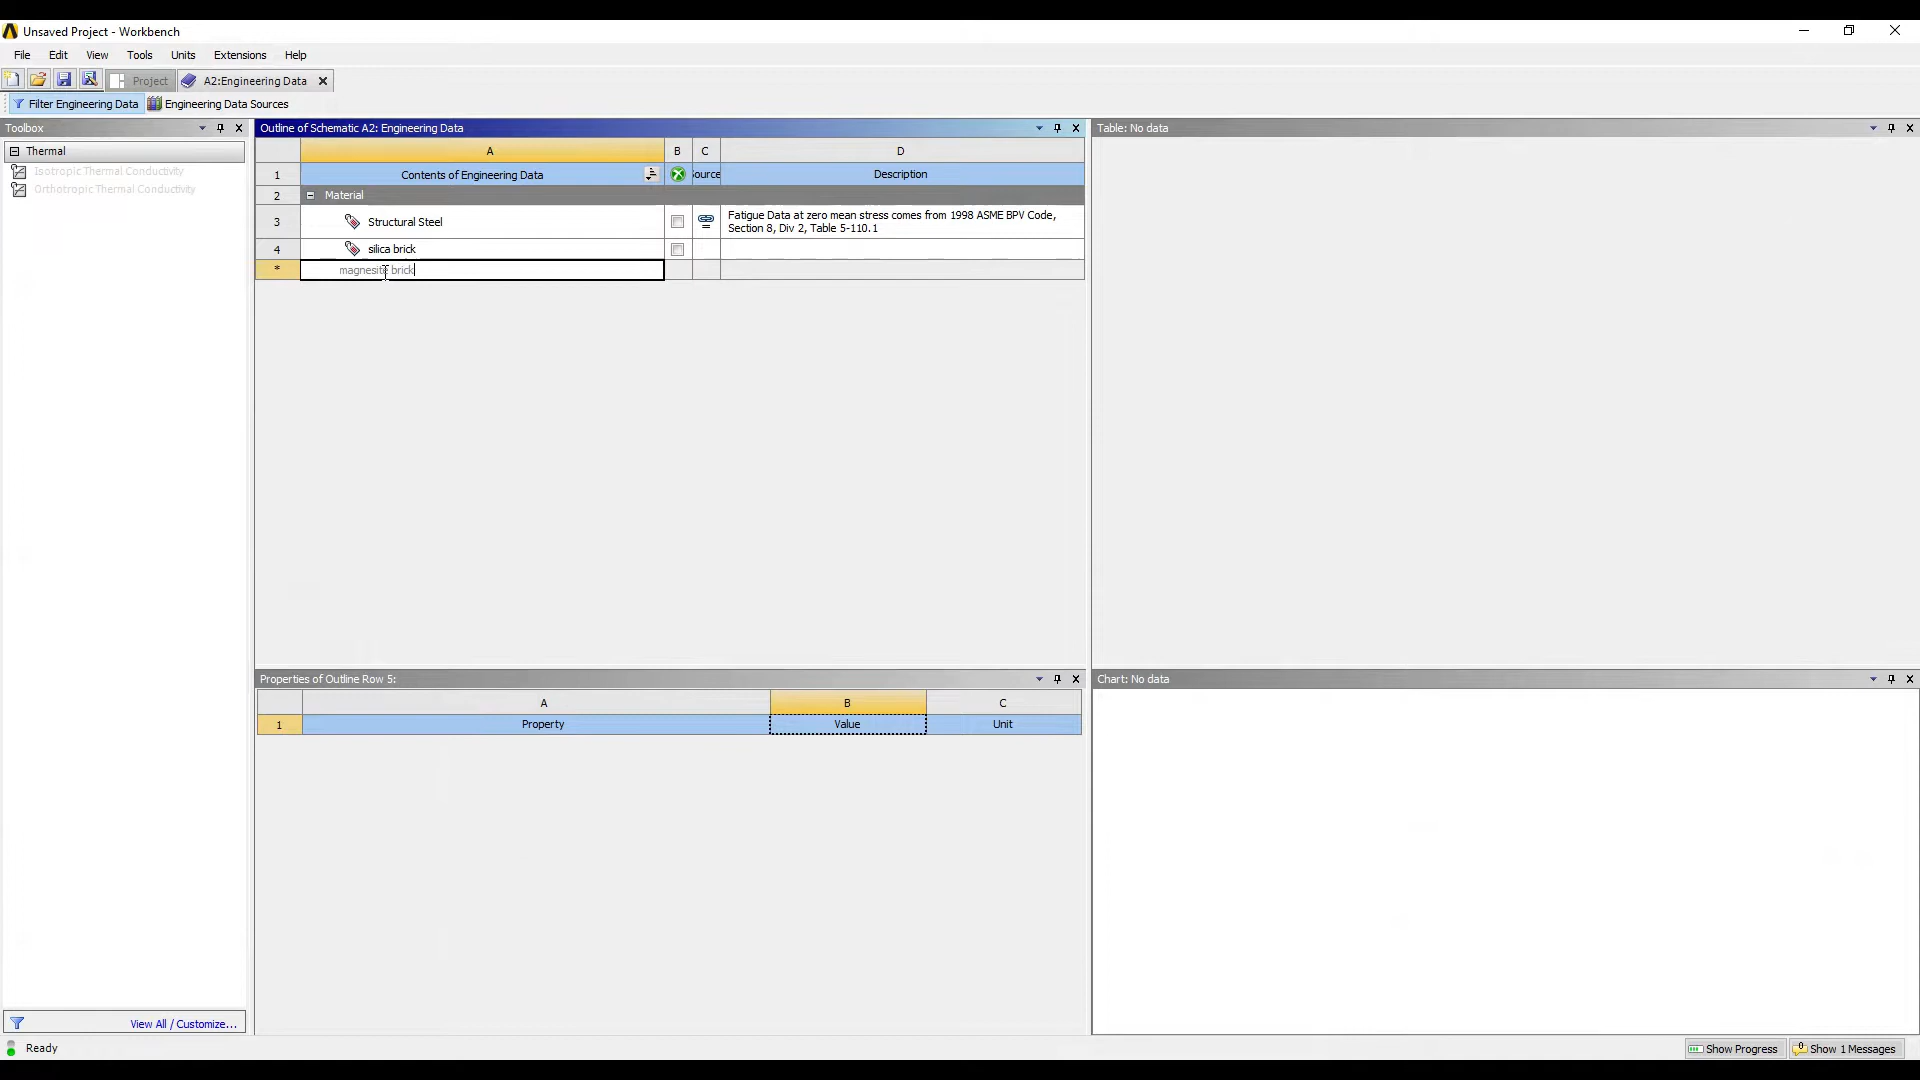 Unsaved Project - Workbench
File Edit View Tools Units Extensions Help
Project A2:Engineering Data
Filter Engineering Data Engineering Data Sources
Toolbox
Thermal
Isotropic Thermal Conductivity
Orthotropic Thermal Conductivity
View All / Customize...
Outline of Schematic A2: Engineering Data
A B C D
1 Contents of Engineering Data ource Description
2 Material
3 Structural Steel Fatigue Data at zero mean stress comes from 1998 ASME BPV Code,
Section 8, Div 2, Table 5-110.1
4 silica brick
* magnesite brick
Properties of Outline Row 5:
A B C
1 Property Value Unit
Table: No data
Chart: No data
Ready
Show Progress Show 1 Messages